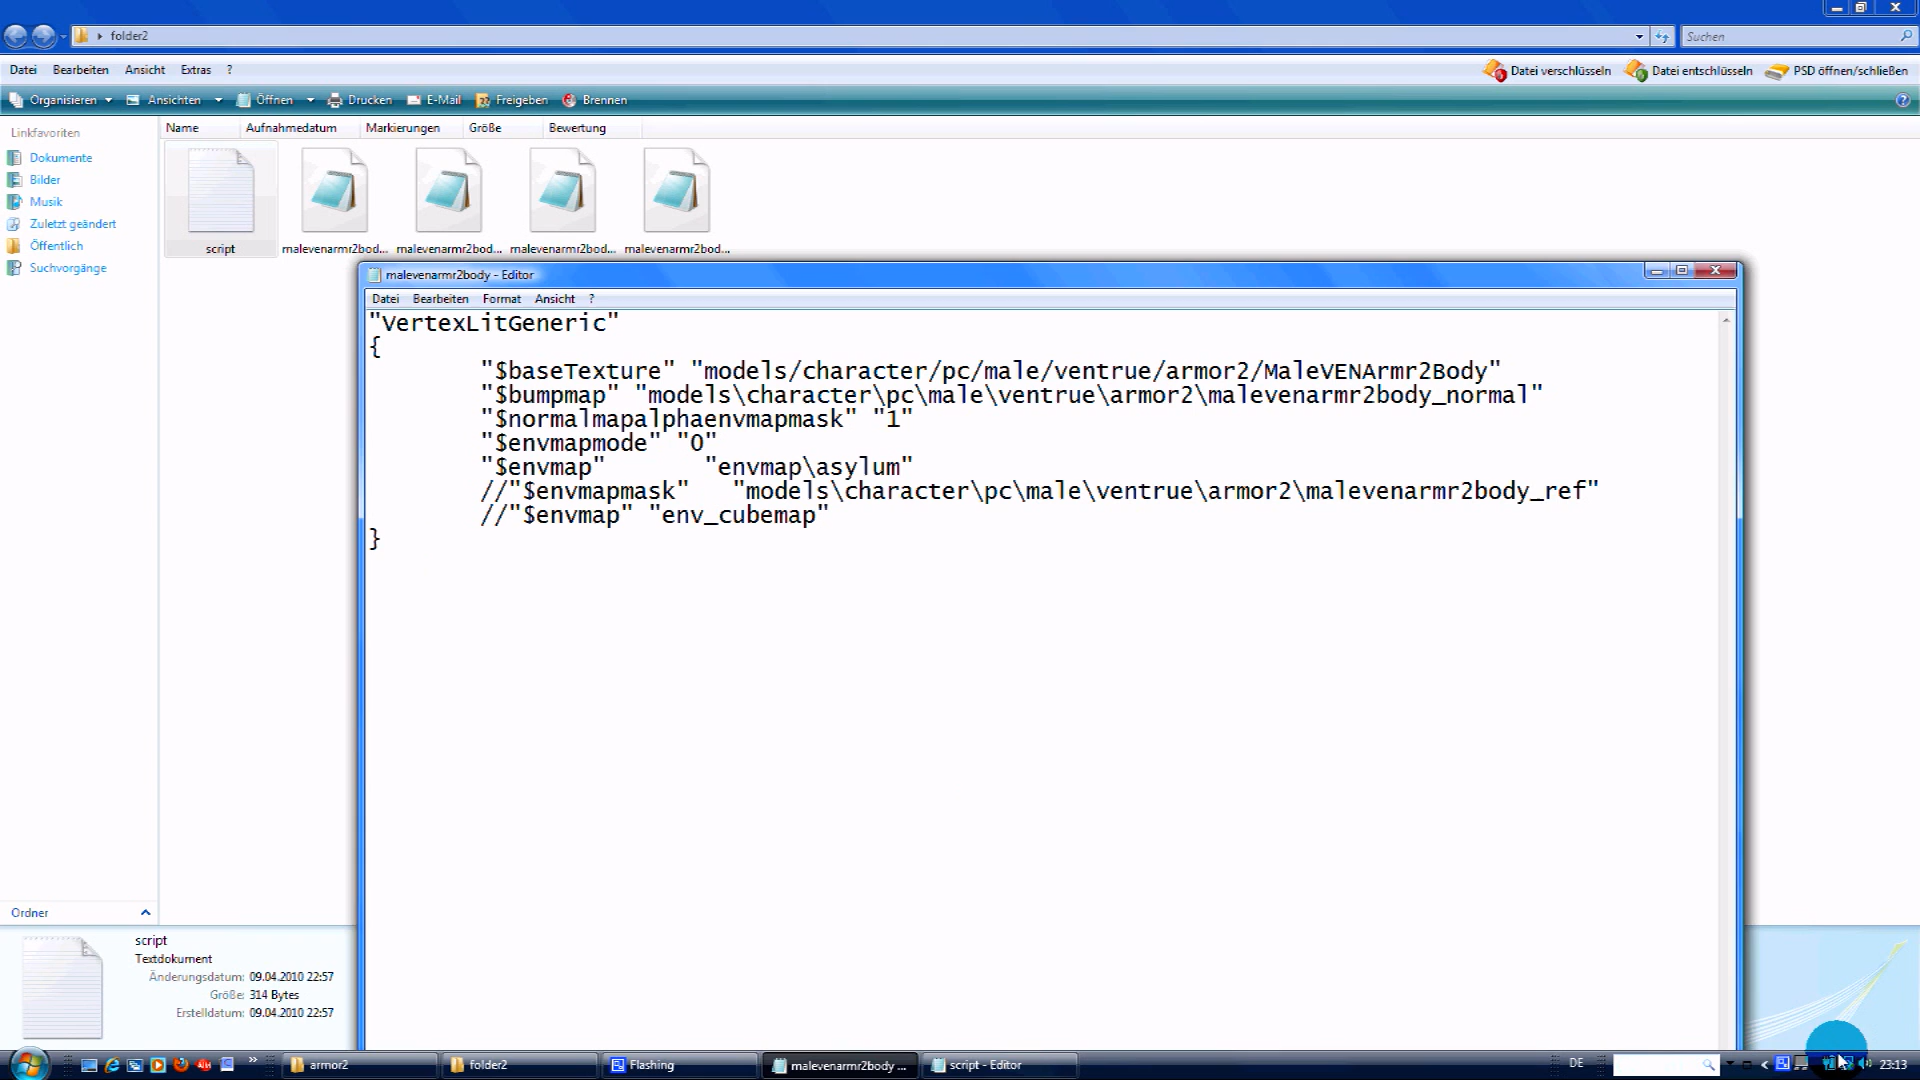 folder2
Suchen
Datei Bearbeiten Ansicht Extras ?
Datei verschlüsseln Datei entschlüsseln PSD öffnen/schließen
Organisieren Ansichten Öffnen Drucken E-Mail Freigeben Brennen
Linkfavoriten
Dokumente
Bilder
Musik
Zuletzt geändert
Öffentlich
Suchvorgänge
Name Aufnahmedatum Markierungen Größe Bewertung
script malevenarmr2bod... malevenarmr2bod... malevenarmr2bod... malevenarmr2bod...
malevenarmr2body - Editor
Datei Bearbeiten Format Ansicht ?
"VertexLitGeneric"
{
"$baseTexture" "models/character/pc/male/ventrue/armor2/MaleVENArmr2Body"
"$bumpmap" "models\character\pc\male\ventrue\armor2\malevenarmr2body_normal"
"$normalmapalphaenvmapmask" "1"
"$envmapmode" "0"
"$envmap" "envmap\asylum"
//"$envmapmask" "models\character\pc\male\ventrue\armor2\malevenarmr2body_ref"
//"$envmap" "env_cubemap"
}
Ordner
script
Textdokument
Änderungsdatum: 09.04.2010 22:57
Größe: 314 Bytes
Erstelldatum: 09.04.2010 22:57
armor2 folder2 Flashing malevenarmr2body ... script - Editor DE 23:13